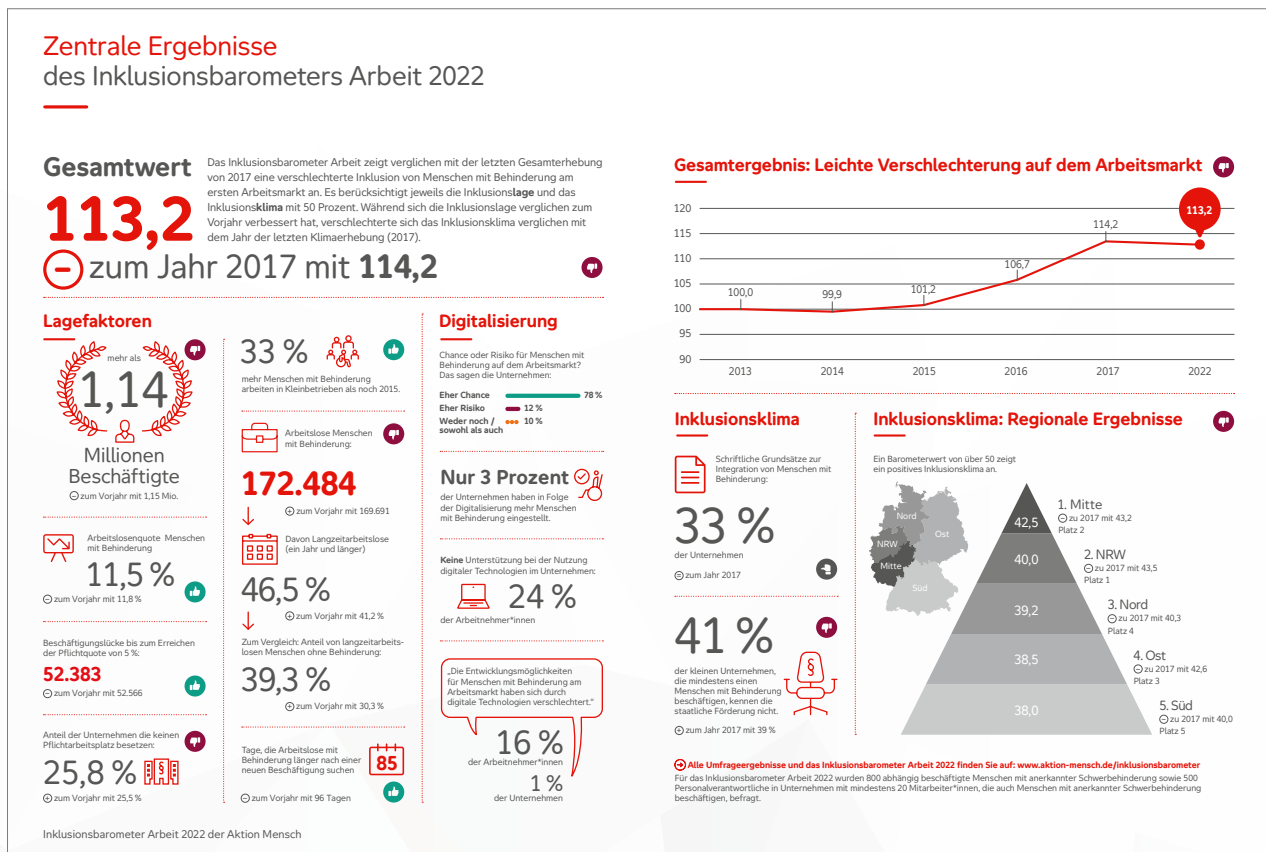 Zentrale Ergebnisse
des Inklusionsbarometers Arbeit 2022
Gesamtwert
113,2
Das Inklusionsbarometer Arbeit zeigt verglichen mit der letzten Gesamterhebung
von 2017 eine verschlechterte Inklusion von Menschen mit Behinderung am
ersten Arbeitsmarkt an. Es berücksichtigt jeweils die Inklusionslage und das
Inklusionsklima mit 50 Prozent. Während sich die Inklusionslage verglichen zum
Vorjahr verbessert hat, verschlechterte sich das Inklusionsklima verglichen mit
dem Jahr der letzten Klimaerhebung (2017).
⊖ zum Jahr 2017 mit 114,2
Lagefaktoren
mehr als
1,14
Millionen
Beschäftigte
⊖ zum Vorjahr mit 1,15 Mio.
Arbeitslosenquote Menschen
mit Behinderung
11,5 %
⊖ zum Vorjahr mit 11,8 %
Beschäftigungslücke bis zum Erreichen
der Pflichtquote von 5 %:
52.383
⊖ zum Vorjahr mit 52.566
Anteil der Unternehmen die keinen
Pflichtarbeitsplatz besetzen:
25,8 %
§
⊕ zum Vorjahr mit 25,5 %
33 %
mehr Menschen mit Behinderung
arbeiten in Kleinbetrieben als noch 2015.
Arbeitslose Menschen
mit Behinderung:
172.484
⊕ zum Vorjahr mit 169.691
Davon Langzeitarbeitslose
(ein Jahr und länger)
46,5 %
⊕ zum Vorjahr mit 41,2 %
Zum Vergleich: Anteil von langzeitarbeits-
losen Menschen ohne Behinderung:
39,3 %
⊕ zum Vorjahr mit 30,3 %
Tage, die Arbeitslose mit
Behinderung länger nach einer
neuen Beschäftigung suchen
85
⊖ zum Vorjahr mit 96 Tagen
Digitalisierung
Chance oder Risiko für Menschen mit
Behinderung auf dem Arbeitsmarkt?
Das sagen die Unternehmen:
Eher Chance 78 %
Eher Risiko 12 %
Weder noch / 10 %
sowohl als auch
Nur 3 Prozent
der Unternehmen haben in Folge
der Digitalisierung mehr Menschen
mit Behinderung eingestellt.
Keine Unterstützung bei der Nutzung
digitaler Technologien im Unternehmen:
24 %
der Arbeitnehmer*innen
„Die Entwicklungsmöglichkeiten
für Menschen mit Behinderung am
Arbeitsmarkt haben sich durch
digitale Technologien verschlechtert.“
16 %
der Arbeitnehmer*innen
1 %
der Unternehmen
Gesamtergebnis: Leichte Verschlechterung auf dem Arbeitsmarkt
120
115
110
105
100
95
90
100,0
99,9
101,2
106,7
114,2
113,2
2013 2014 2015 2016 2017 2022
Inklusionsklima
Schriftliche Grundsätze zur
Integration von Menschen mit
Behinderung:
33 %
der Unternehmen
⊜ zum Jahr 2017
41 %
der kleinen Unternehmen,
die mindestens einen
Menschen mit Behinderung
beschäftigen, kennen die
staatliche Förderung nicht.
§
⊕ zum Jahr 2017 mit 39 %
Inklusionsklima: Regionale Ergebnisse
Ein Barometerwert von über 50 zeigt
ein positives Inklusionsklima an.
Nord
Ost
NRW
Mitte
Süd
42,5
1. Mitte
⊖ zu 2017 mit 43,2
Platz 2
40,0
2. NRW
⊖ zu 2017 mit 43,5
Platz 1
39,2
3. Nord
⊖ zu 2017 mit 40,3
Platz 4
38,5
4. Ost
⊖ zu 2017 mit 42,6
Platz 3
38,0
5. Süd
⊖ zu 2017 mit 40,0
Platz 5
Alle Umfrageergebnisse und das Inklusionsbarometer Arbeit 2022 finden Sie auf: www.aktion-mensch.de/inklusionsbarometer
Für das Inklusionsbarometer Arbeit 2022 wurden 800 abhängig beschäftigte Menschen mit anerkannter Schwerbehinderung sowie 500
Personalverantwortliche in Unternehmen mit mindestens 20 Mitarbeiter*innen, die auch Menschen mit anerkannter Schwerbehinderung
beschäftigen, befragt.
Inklusionsbarometer Arbeit 2022 der Aktion Mensch